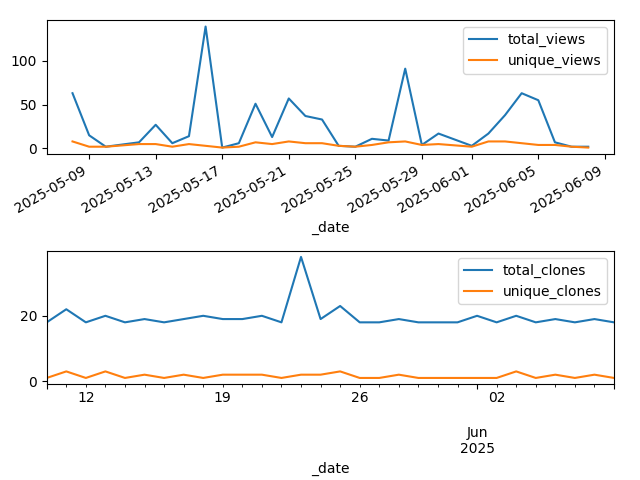 total_views
unique_views
100
50
0
2025-05-09
2025-05-13
2025-05-17
2025-05-21
2025-05-25
2025-05-29
2025-06-01
2025-06-05
2025-06-09
_date
total_clones
unique_clones
20
0
12
19
26
02
Jun
2025
_date